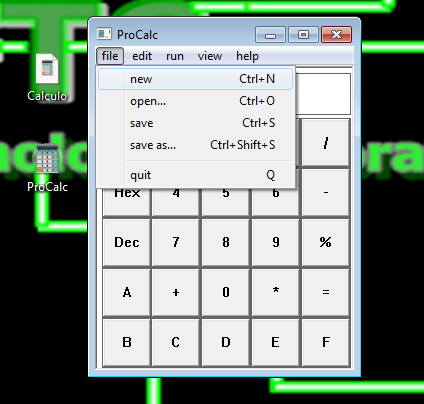 ProCalc
file edit run view help
new Ctrl+N
open... Ctrl+O
save Ctrl+S
save as... Ctrl+Shift+S
quit Q
/
Hex 4 5 6 -
Dec 7 8 9 %
A + 0 * =
B C D E F
Calculo
ProCalc